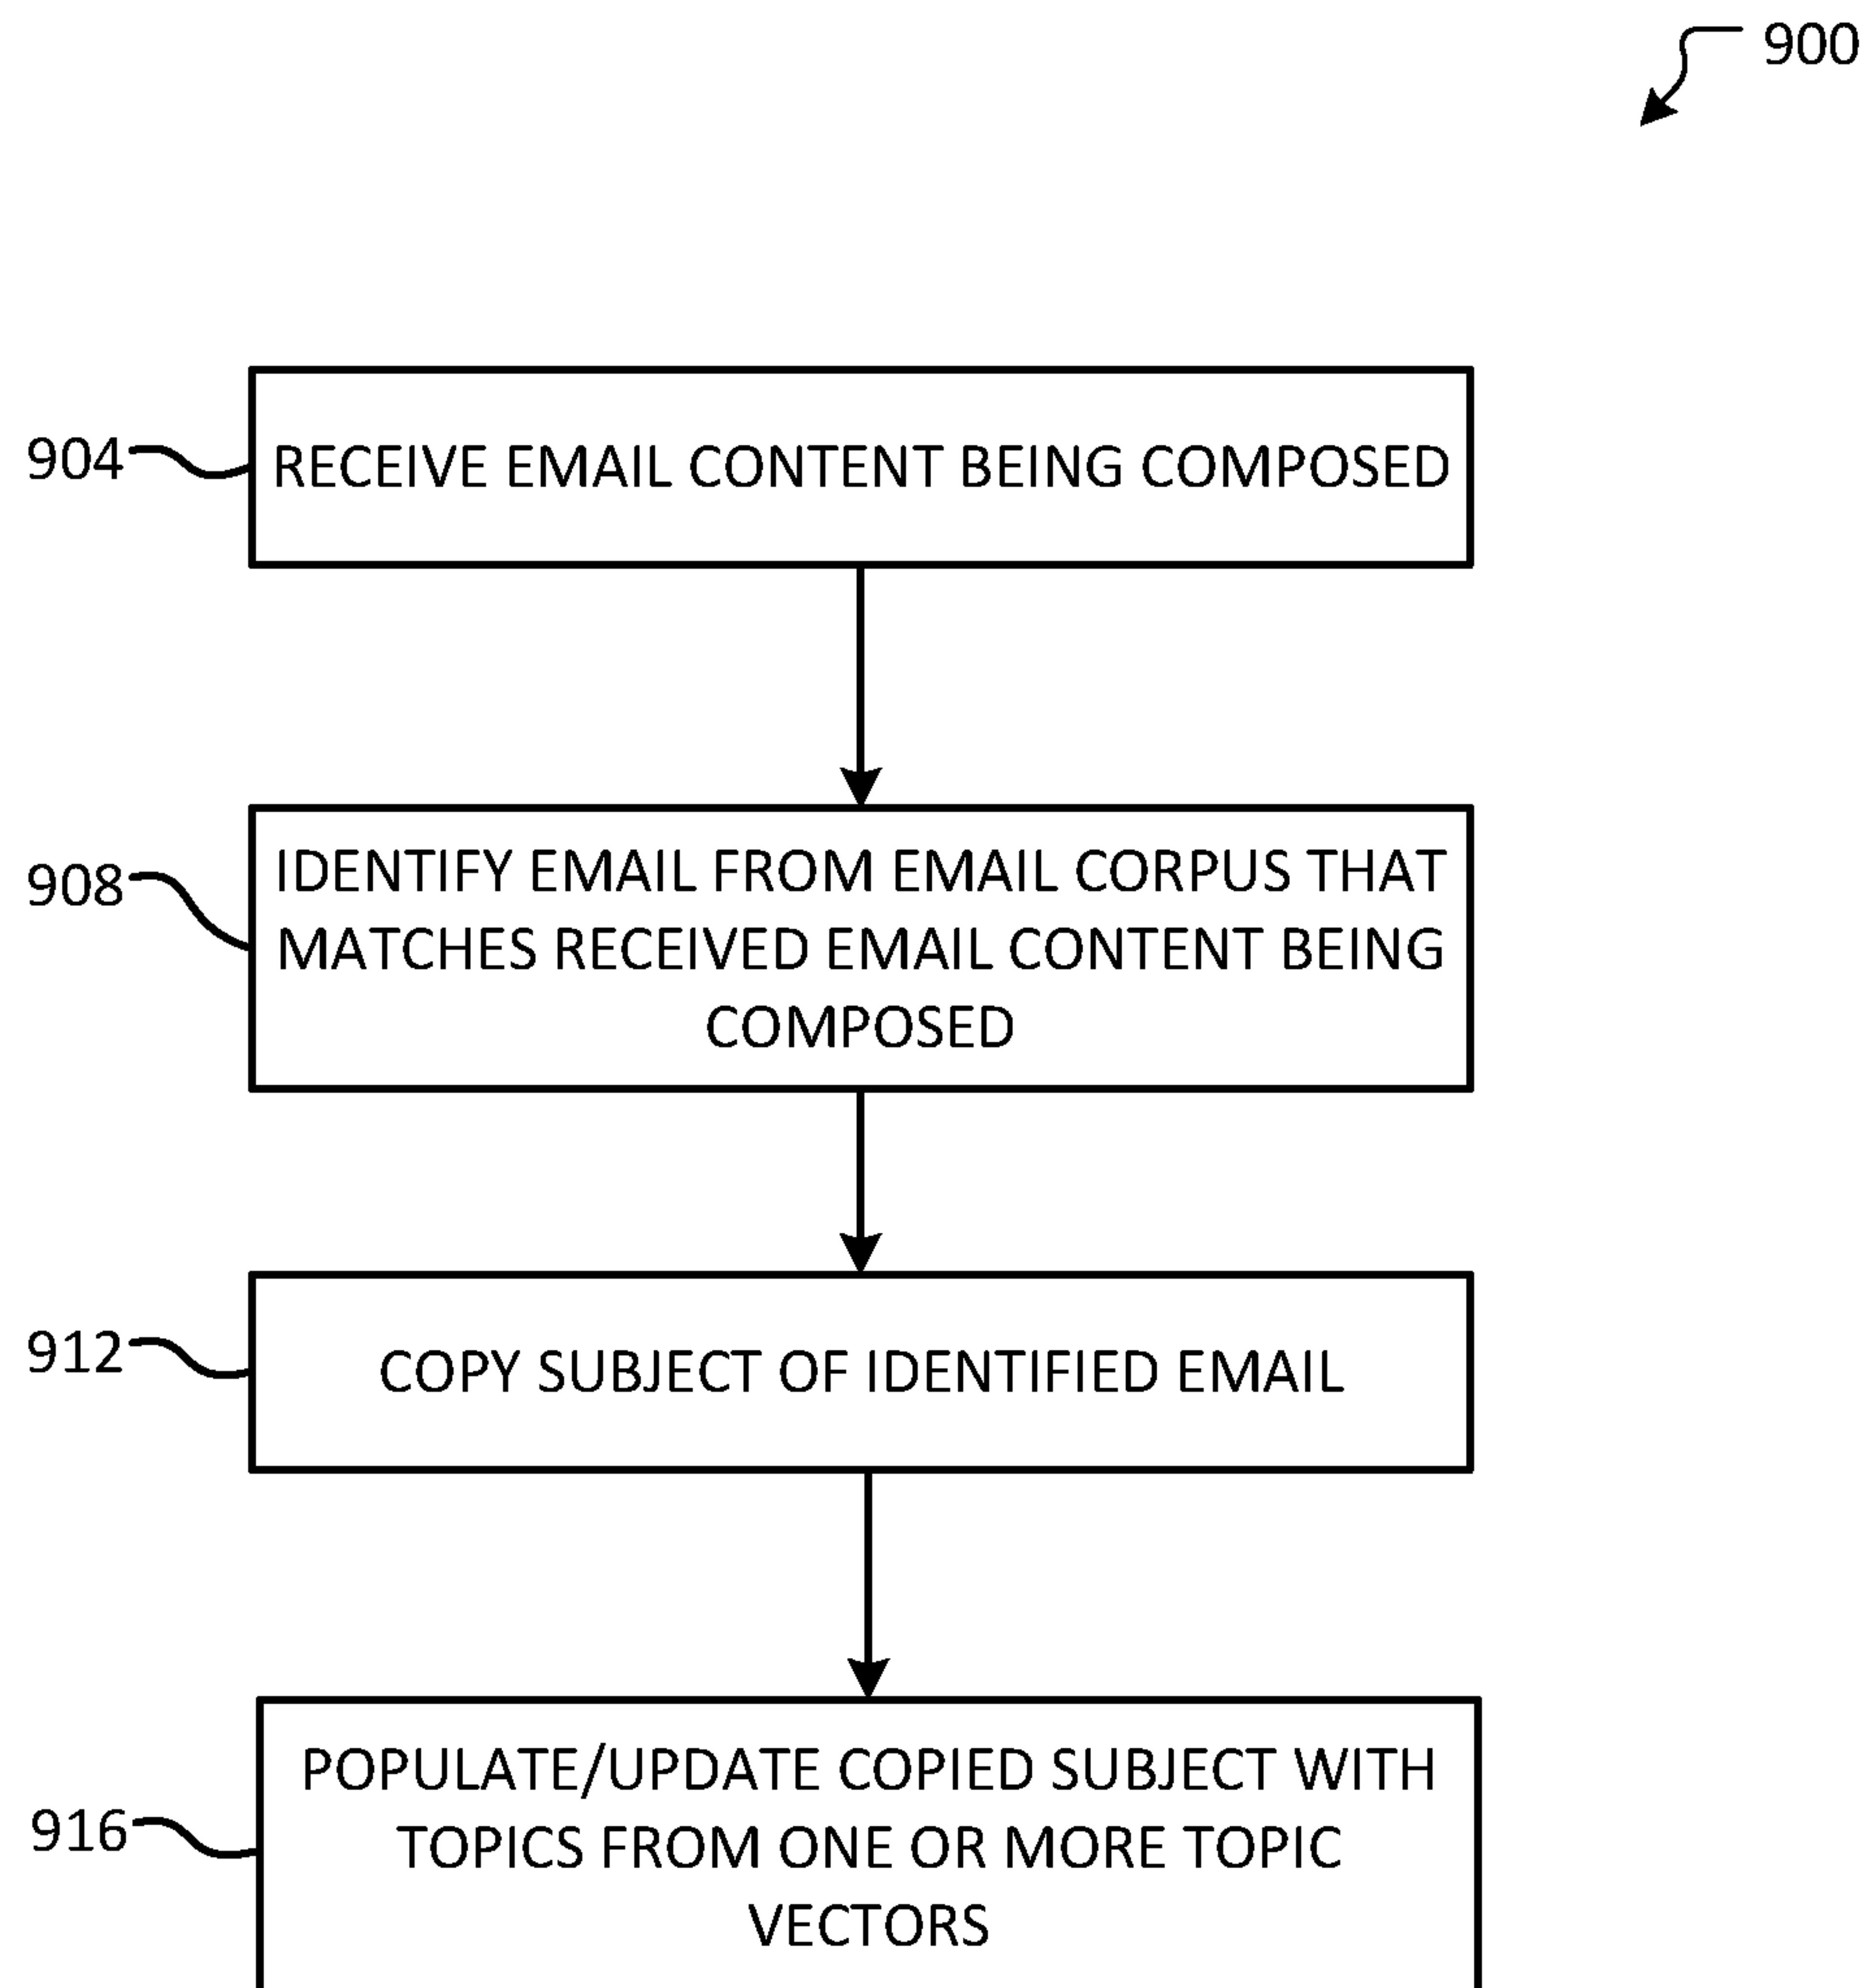 900
904
RECEIVE EMAIL CONTENT BEING COMPOSED
908
IDENTIFY EMAIL FROM EMAIL CORPUS THAT
MATCHES RECEIVED EMAIL CONTENT BEING
COMPOSED
912
COPY SUBJECT OF IDENTIFIED EMAIL
916
POPULATE/UPDATE COPIED SUBJECT WITH
TOPICS FROM ONE OR MORE TOPIC
VECTORS